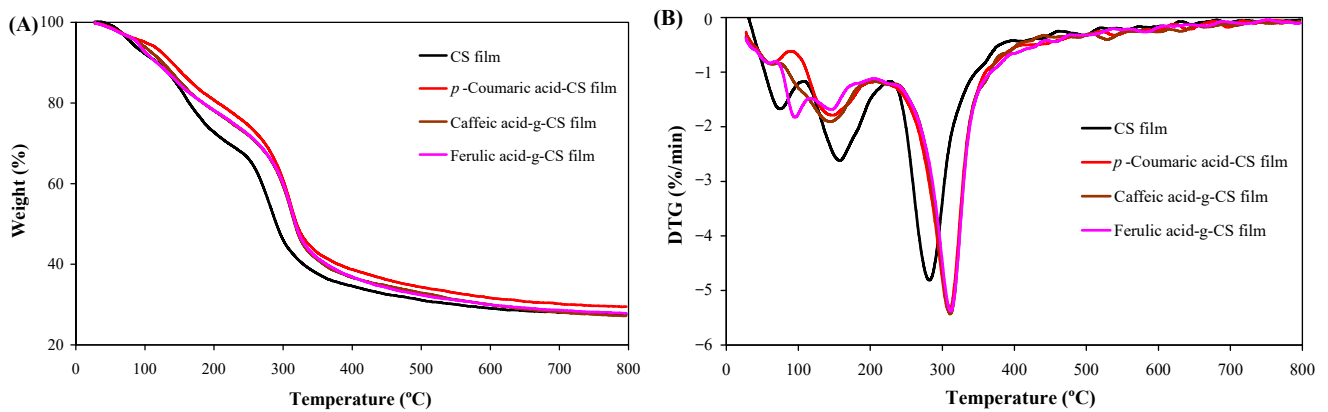 (A)
100
80
60
40
20
Weight (%)
0
100
200
300
400
500
600
700
800
Temperature (ºC)
CS film
p -Coumaric acid-CS film
Caffeic acid-g-CS film
Ferulic acid-g-CS film
(B)
0
−1
−2
−3
−4
−5
−6
DTG (%/min)
0
100
200
300
400
500
600
700
800
Temperature (ºC)
CS film
p -Coumaric acid-CS film
Caffeic acid-g-CS film
Ferulic acid-g-CS film